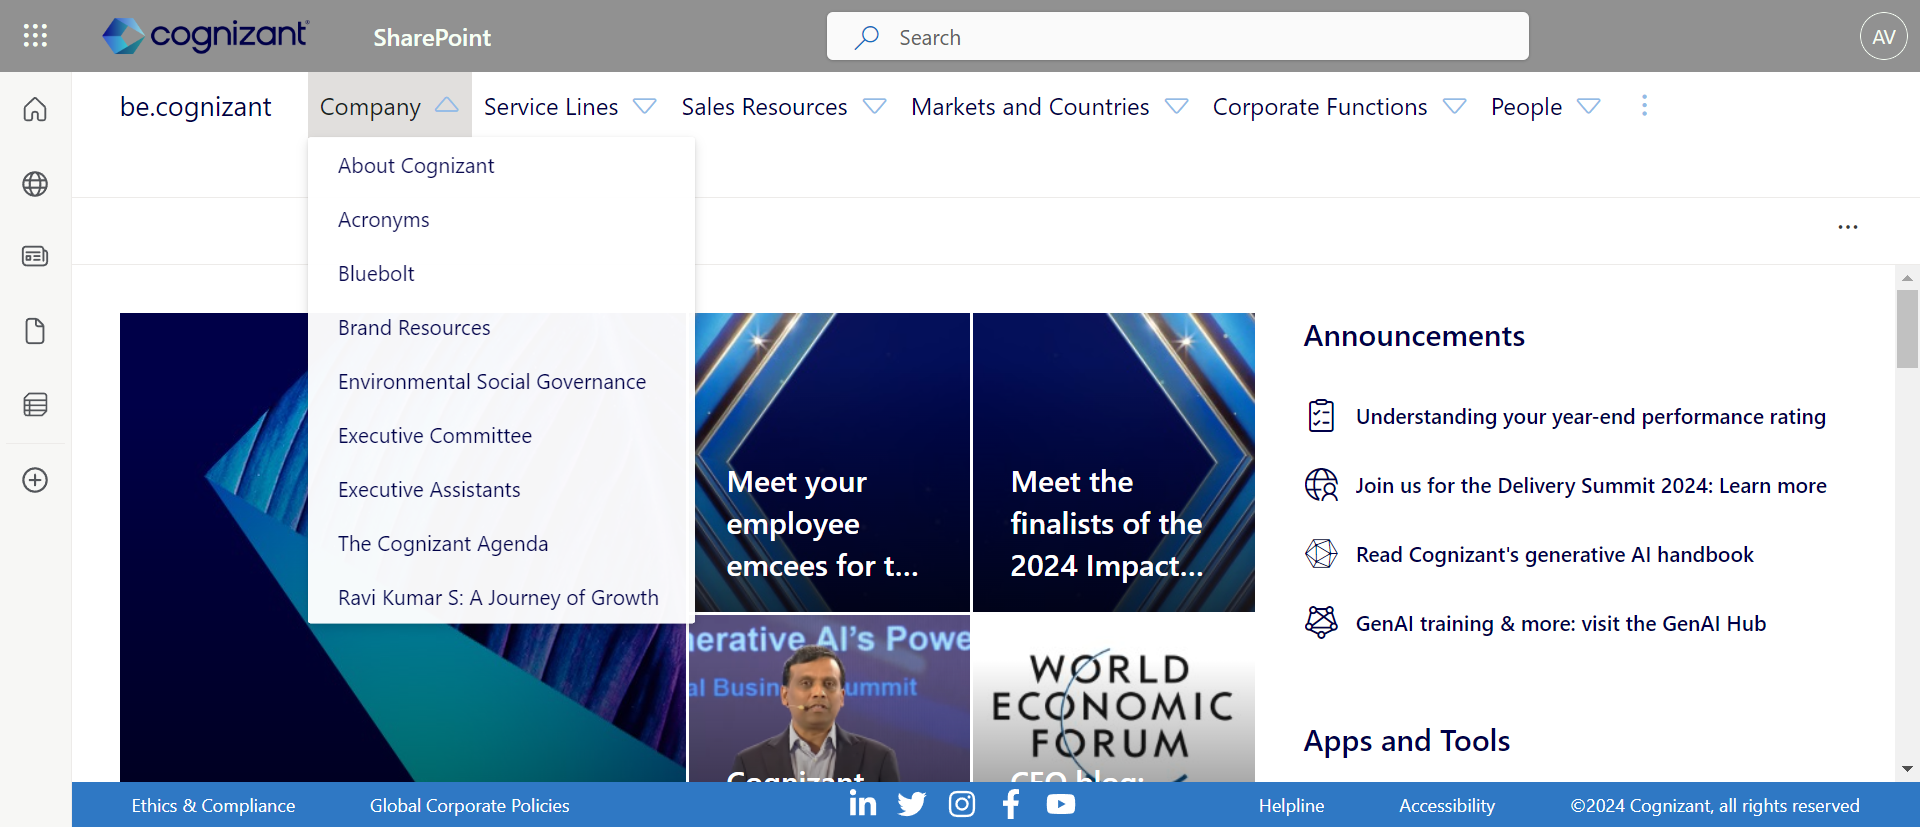 cognizant
SharePoint
Search
AV
be.cognizant
Company
Service Lines
Sales Resources
Markets and Countries
Corporate Functions
People
About Cognizant
Acronyms
Bluebolt
Brand Resources
Environmental Social Governance
Executive Committee
Executive Assistants
The Cognizant Agenda
Ravi Kumar S: A Journey of Growth
Meet your
employee
emcees for t...
Meet the
finalists of the
2024 Impact...
Announcements
Understanding your year-end performance rating
Join us for the Delivery Summit 2024: Learn more
Read Cognizant's generative AI handbook
GenAI training & more: visit the GenAI Hub
nerative AI's Powe
al Business Summit
Cognizant
WORLD
ECONOMIC
FORUM
CEO blog:
Apps and Tools
Ethics & Compliance
Global Corporate Policies
Helpline
Accessibility
©2024 Cognizant, all rights reserved